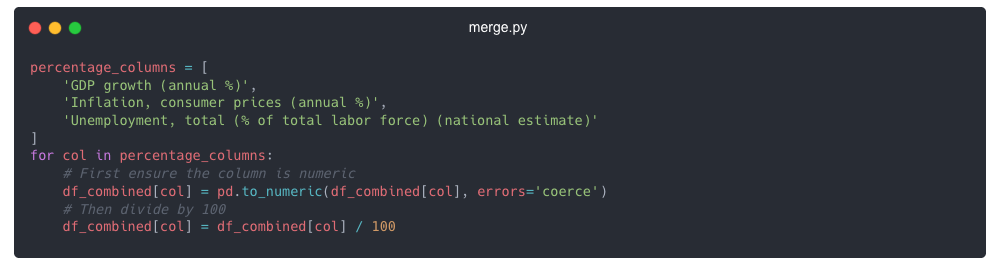 merge.py
percentage_columns = [
    'GDP growth (annual %)',
    'Inflation, consumer prices (annual %)',
    'Unemployment, total (% of total labor force) (national estimate)'
]
for col in percentage_columns:
    # First ensure the column is numeric
    df_combined[col] = pd.to_numeric(df_combined[col], errors='coerce')
    # Then divide by 100
    df_combined[col] = df_combined[col] / 100